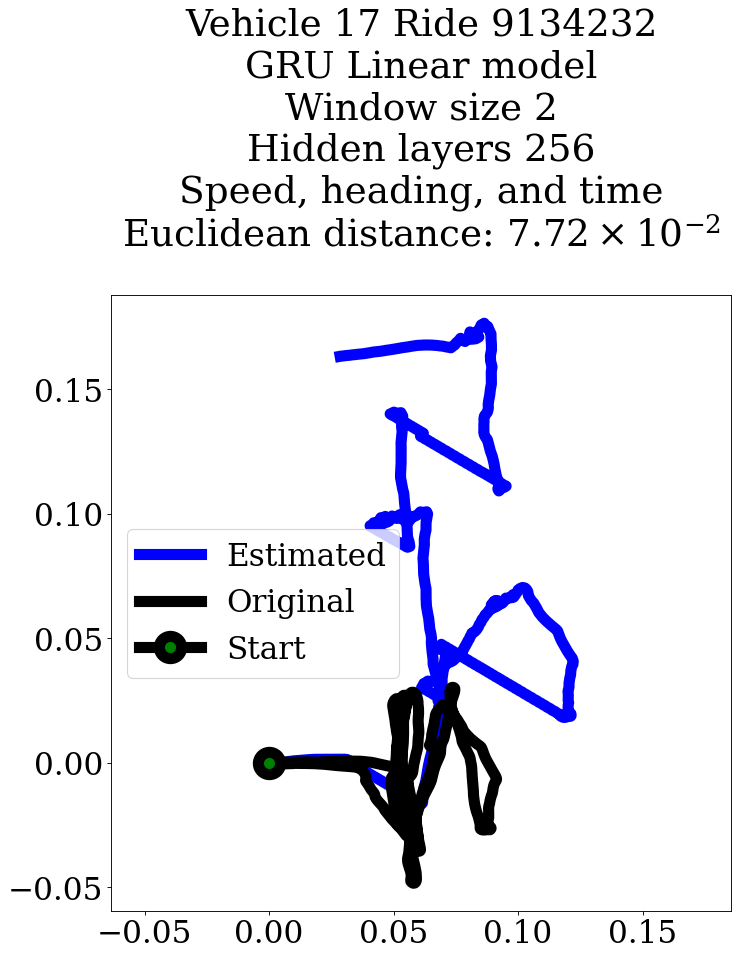 Vehicle 17 Ride 9134232
GRU Linear model
Window size 2
Hidden layers 256
Speed, heading, and time
Euclidean distance: 7.72 × 10⁻²
0.15
0.10
0.05
0.00
−0.05
Estimated
Original
Start
−0.05 0.00 0.05 0.10 0.15